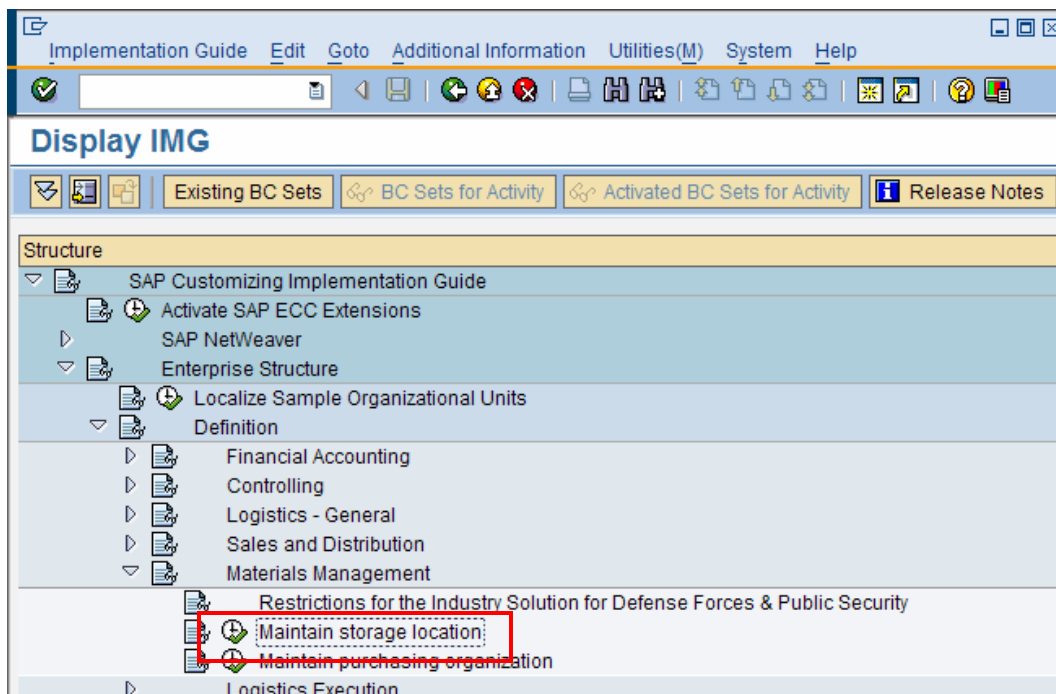 Implementation Guide Edit Goto Additional Information Utilities(M) System Help
Display IMG
Existing BC Sets BC Sets for Activity Activated BC Sets for Activity Release Notes
Structure
SAP Customizing Implementation Guide
Activate SAP ECC Extensions
SAP NetWeaver
Enterprise Structure
Localize Sample Organizational Units
Definition
Financial Accounting
Controlling
Logistics - General
Sales and Distribution
Materials Management
Restrictions for the Industry Solution for Defense Forces & Public Security
Maintain storage location
Maintain purchasing organization
Logistics Execution